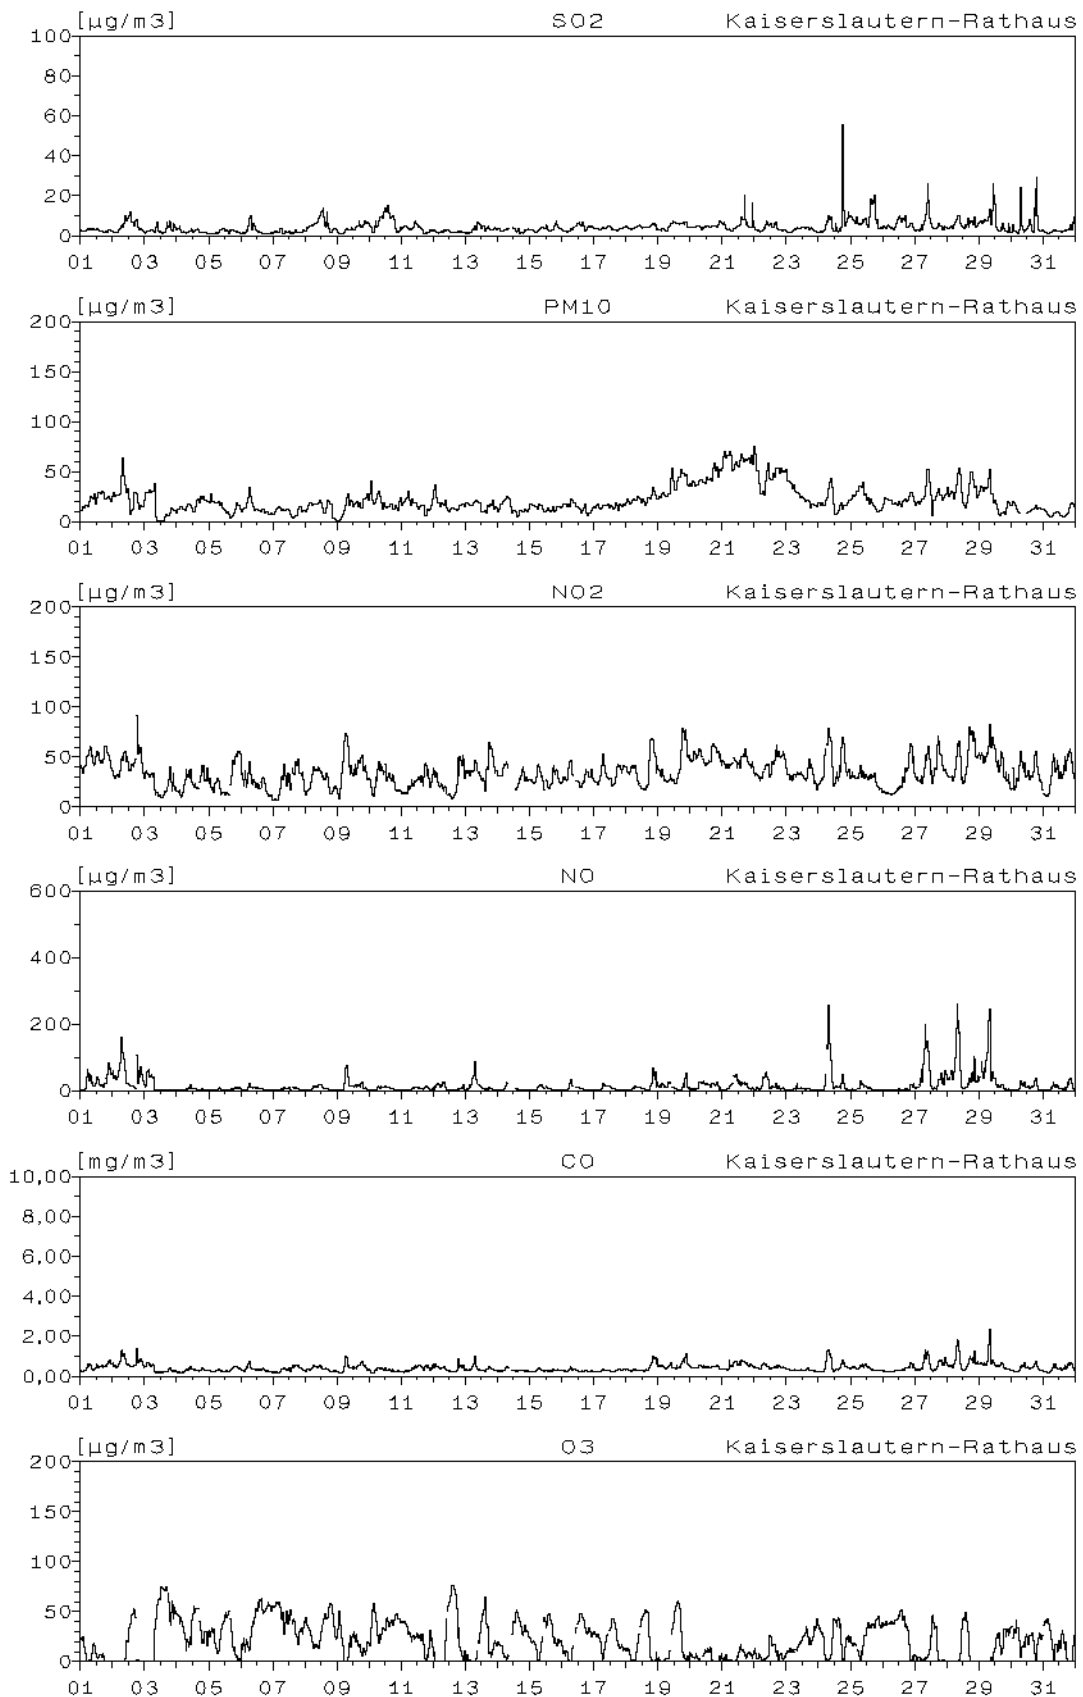 [µg/m3] SO2 Kaiserslautern-Rathaus
100
80
60
40
20
0
01 03 05 07 09 11 13 15 17 19 21 23 25 27 29 31
[µg/m3] PM10 Kaiserslautern-Rathaus
200
150
100
50
0
01 03 05 07 09 11 13 15 17 19 21 23 25 27 29 31
[µg/m3] NO2 Kaiserslautern-Rathaus
200
150
100
50
0
01 03 05 07 09 11 13 15 17 19 21 23 25 27 29 31
[µg/m3] NO Kaiserslautern-Rathaus
600
400
200
0
01 03 05 07 09 11 13 15 17 19 21 23 25 27 29 31
[mg/m3] CO Kaiserslautern-Rathaus
10,00
8,00
6,00
4,00
2,00
0,00
01 03 05 07 09 11 13 15 17 19 21 23 25 27 29 31
[µg/m3] O3 Kaiserslautern-Rathaus
200
150
100
50
0
01 03 05 07 09 11 13 15 17 19 21 23 25 27 29 31